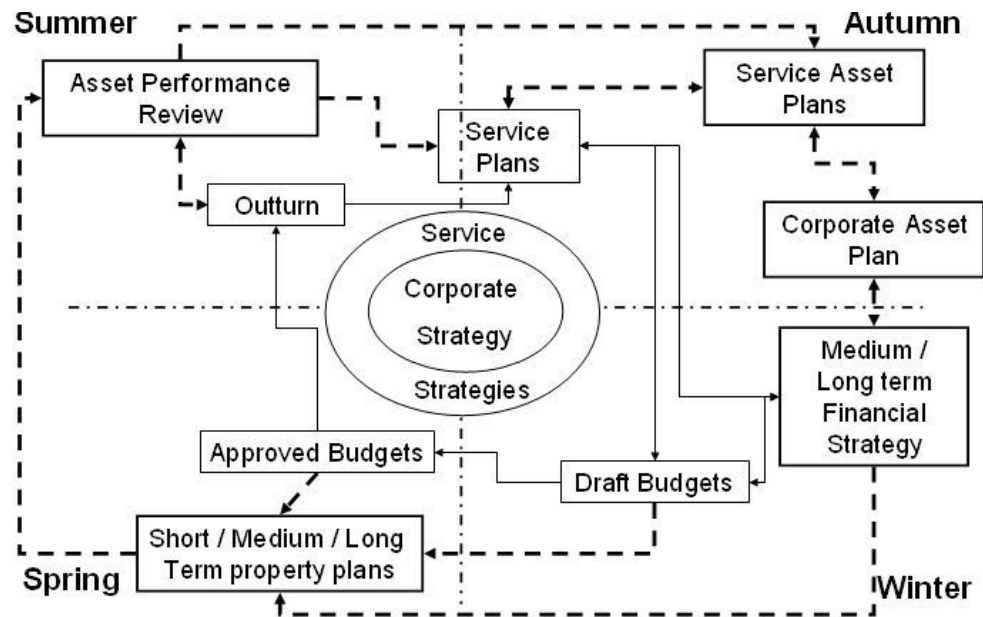 Summer
Autumn
Asset Performance
Review
Service Asset
Plans
Service
Plans
Outturn
Corporate Asset
Plan
Service
Corporate
Strategy
Strategies
Medium /
Long term
Financial
Strategy
Approved Budgets
Draft Budgets
Short / Medium / Long
Term property plans
Spring
Winter